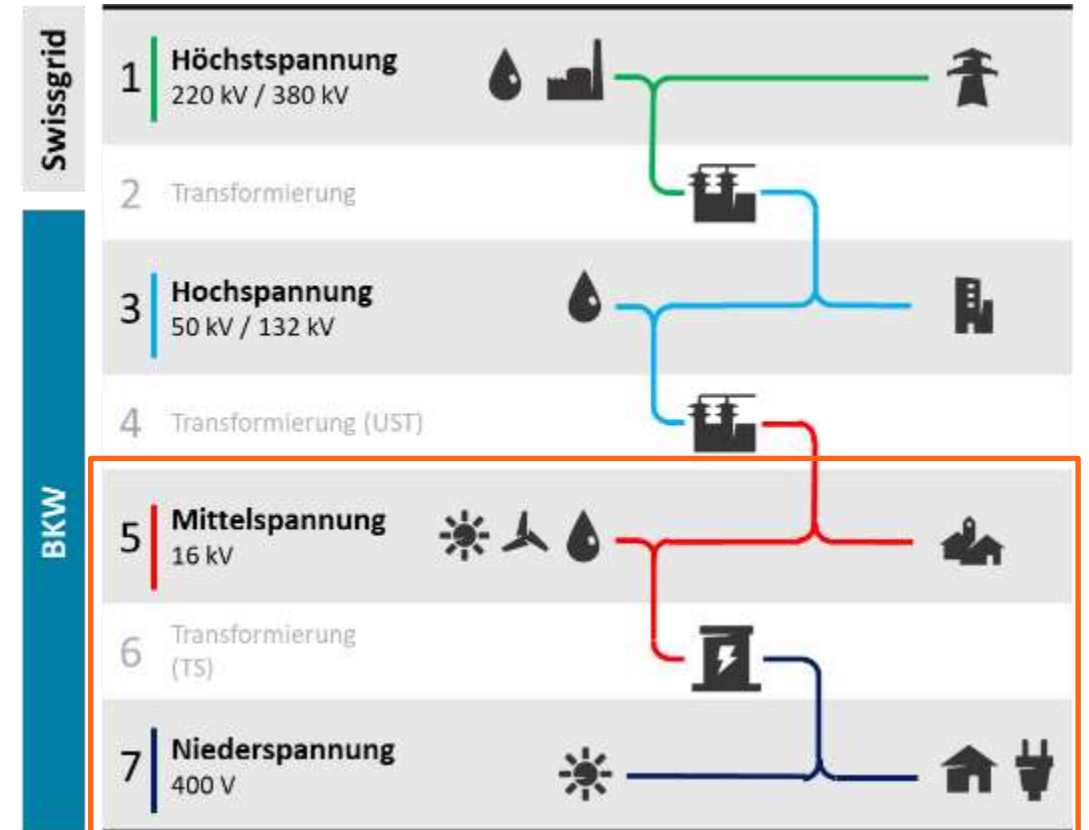 Swissgrid
1 Höchstspannung
220 kV / 380 kV
2 Transformierung
BKW
3 Hochspannung
50 kV / 132 kV
4 Transformierung (UST)
5 Mittelspannung
16 kV
6 Transformierung
(TS)
7 Niederspannung
400 V